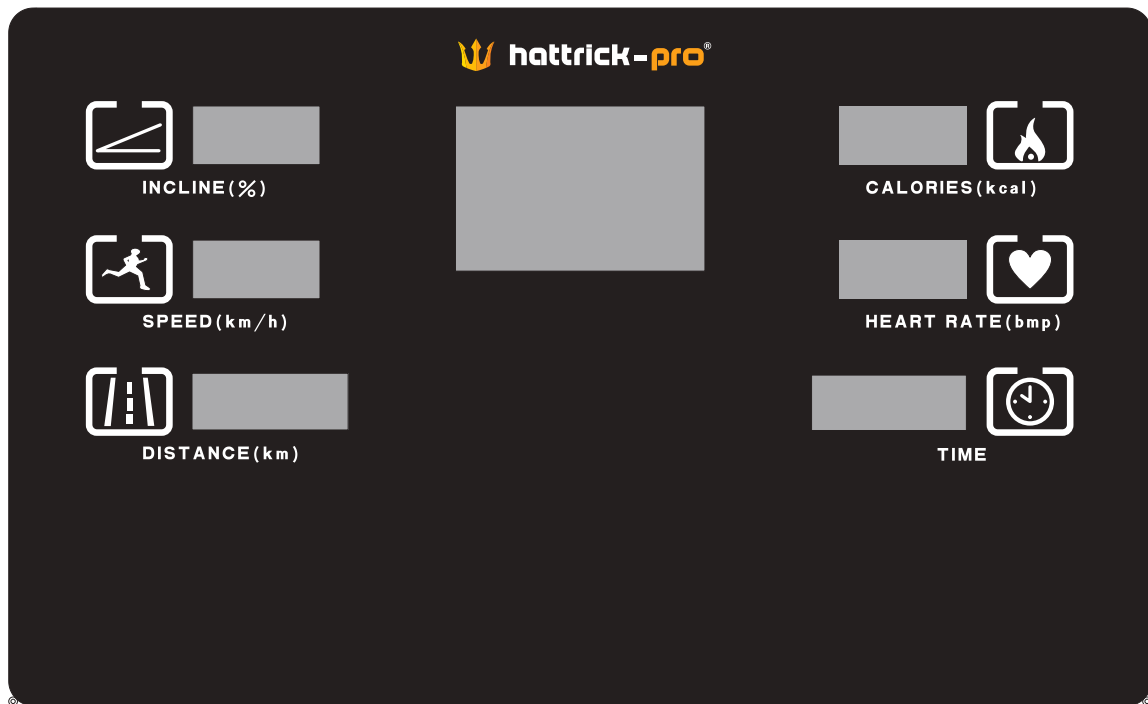 hattrick-pro®
INCLINE(%)
CALORIES(kcal)
SPEED(km/h)
HEART RATE(bmp)
DISTANCE(km)
TIME